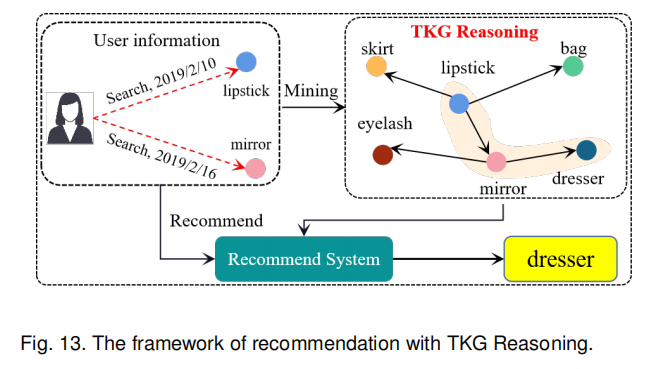 User information
Search, 2019/2/10
lipstick
Search, 2019/2/16
mirror
Mining
TKG Reasoning
skirt
lipstick
bag
eyelash
mirror
dresser
Recommend
Recommend System
dresser
Fig. 13. The framework of recommendation with TKG Reasoning.